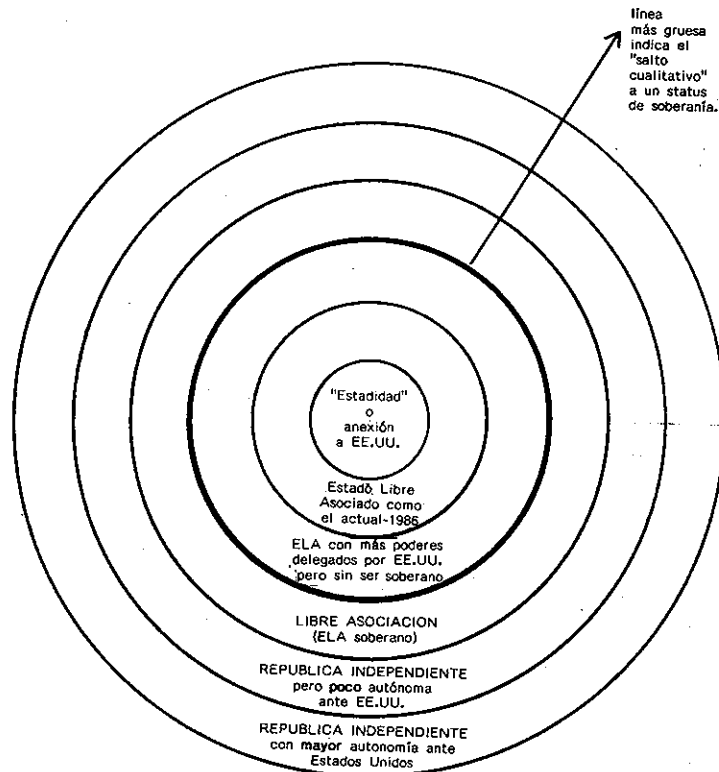 línea
más gruesa
indica el
"salto
cualitativo"
a un status
de soberanía.
"Estadidad"
o
anexión
a EE.UU.
Estado Libre
Asociado como
el actual-1986
ELA con más poderes
delegados por EE.UU.
pero sin ser soberano
LIBRE ASOCIACION
(ELA soberano)
REPUBLICA INDEPENDIENTE
pero poco autónoma
ante EE.UU.
REPUBLICA INDEPENDIENTE
con mayor autonomía ante
Estados Unidos